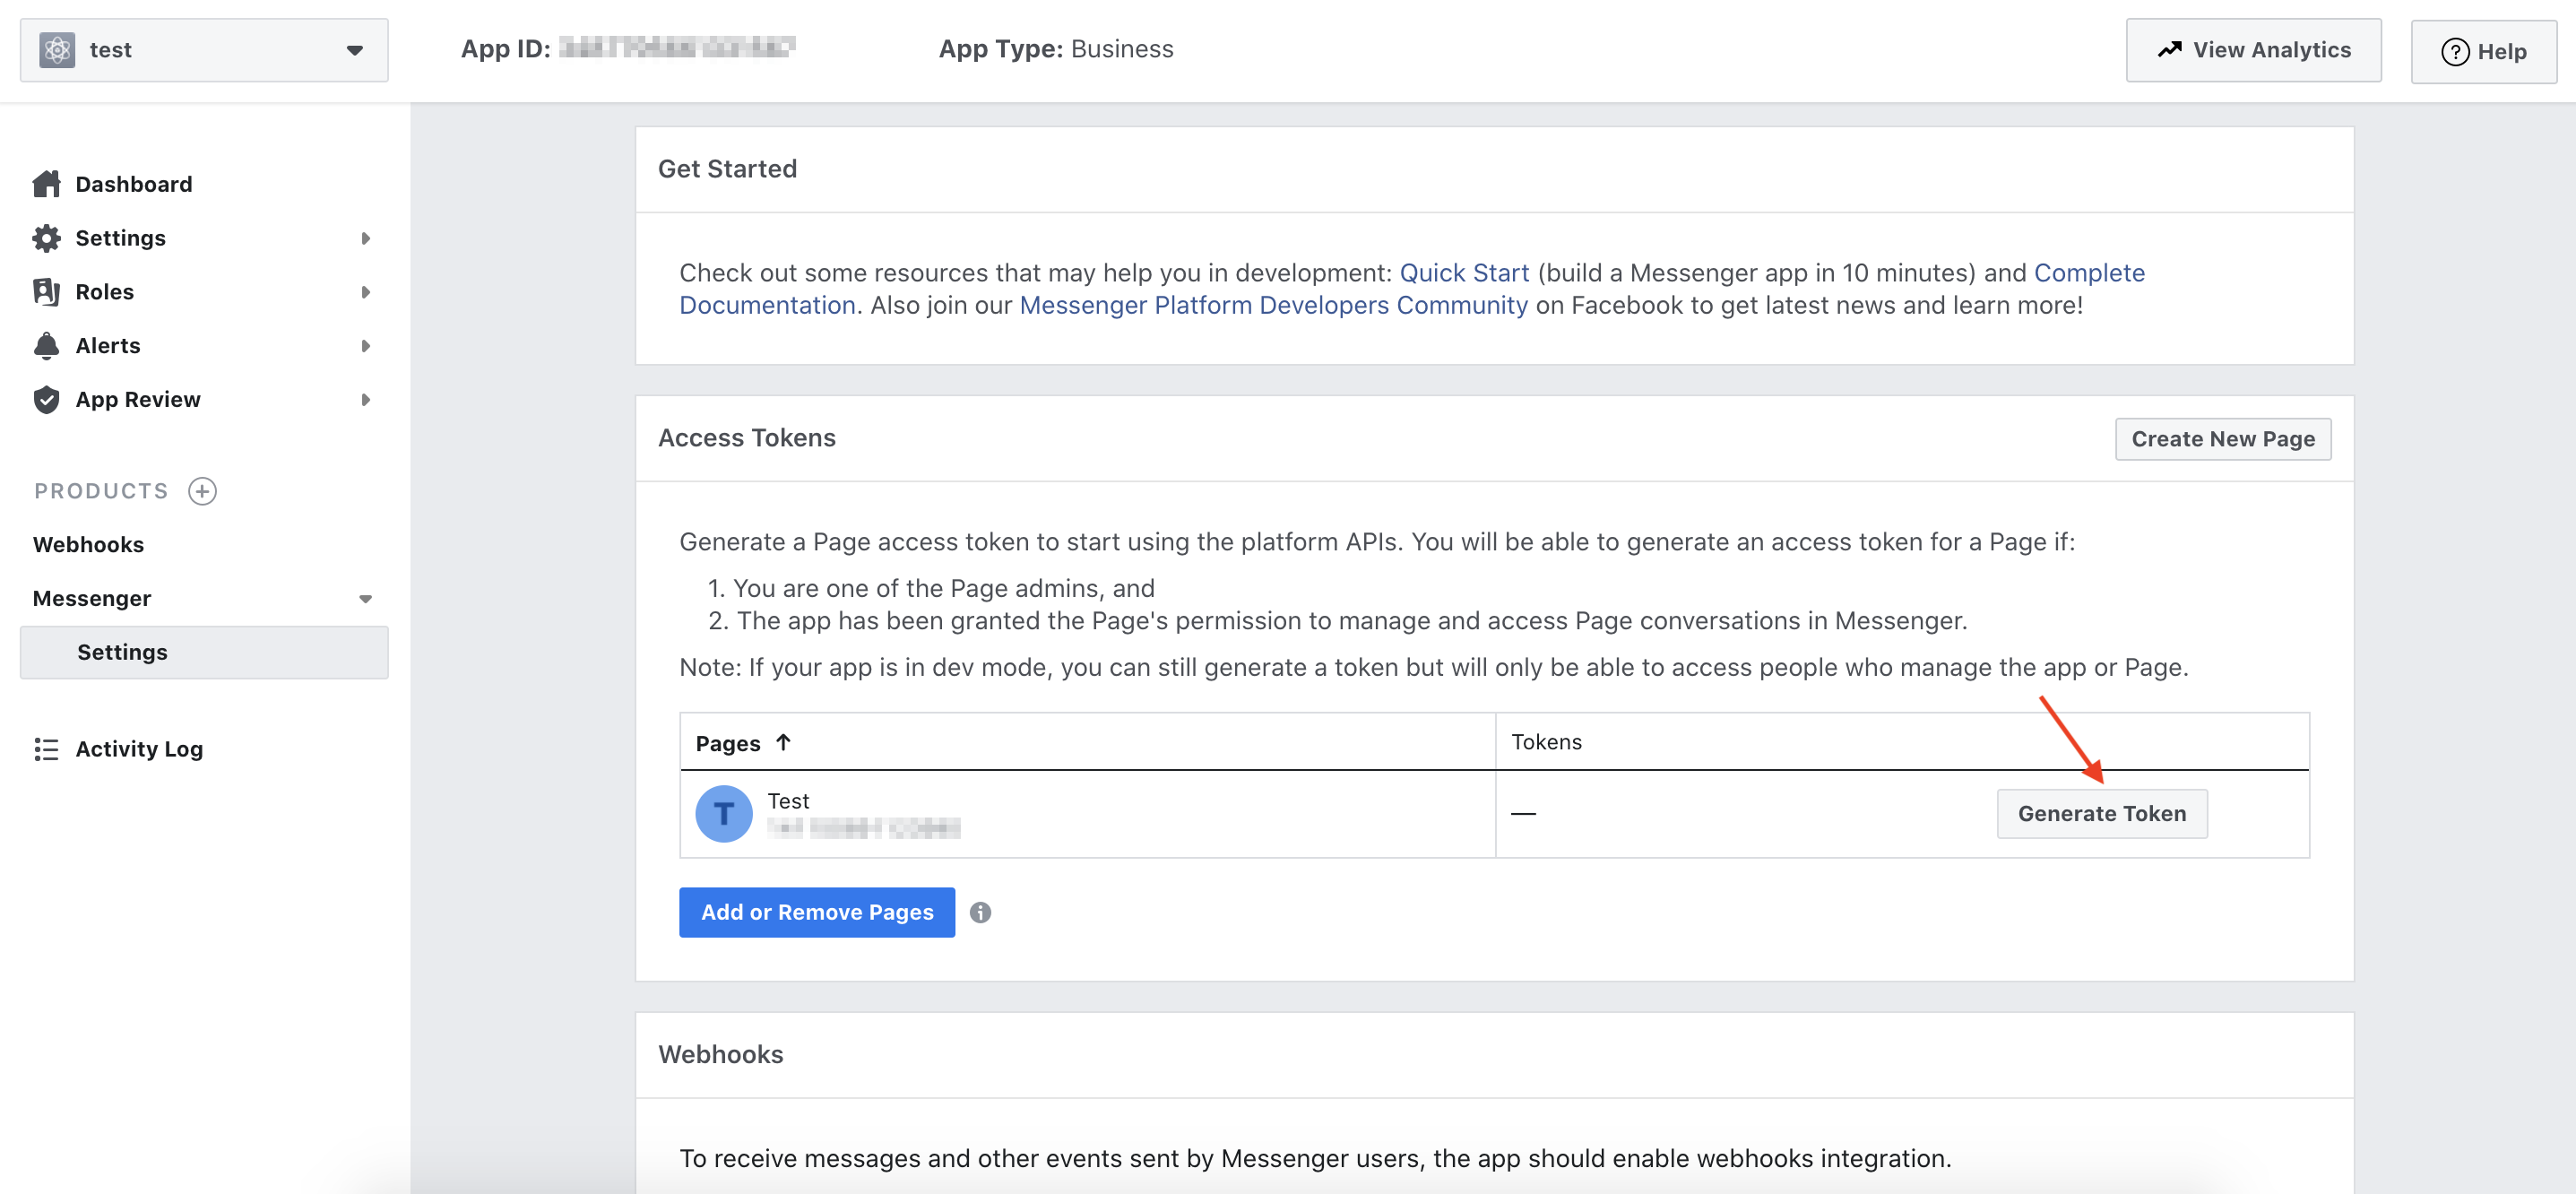 test
App ID:
App Type: Business
View Analytics
? Help
Dashboard
Settings
Roles
Alerts
App Review
PRODUCTS
Webhooks
Messenger
Settings
Activity Log
Get Started
Check out some resources that may help you in development: Quick Start (build a Messenger app in 10 minutes) and Complete
Documentation. Also join our Messenger Platform Developers Community on Facebook to get latest news and learn more!
Access Tokens
Create New Page
Generate a Page access token to start using the platform APIs. You will be able to generate an access token for a Page if:
1. You are one of the Page admins, and
2. The app has been granted the Page's permission to manage and access Page conversations in Messenger.
Note: If your app is in dev mode, you can still generate a token but will only be able to access people who manage the app or Page.
Pages ↑
Tokens
T
Test
—
Generate Token
Add or Remove Pages
Webhooks
To receive messages and other events sent by Messenger users, the app should enable webhooks integration.